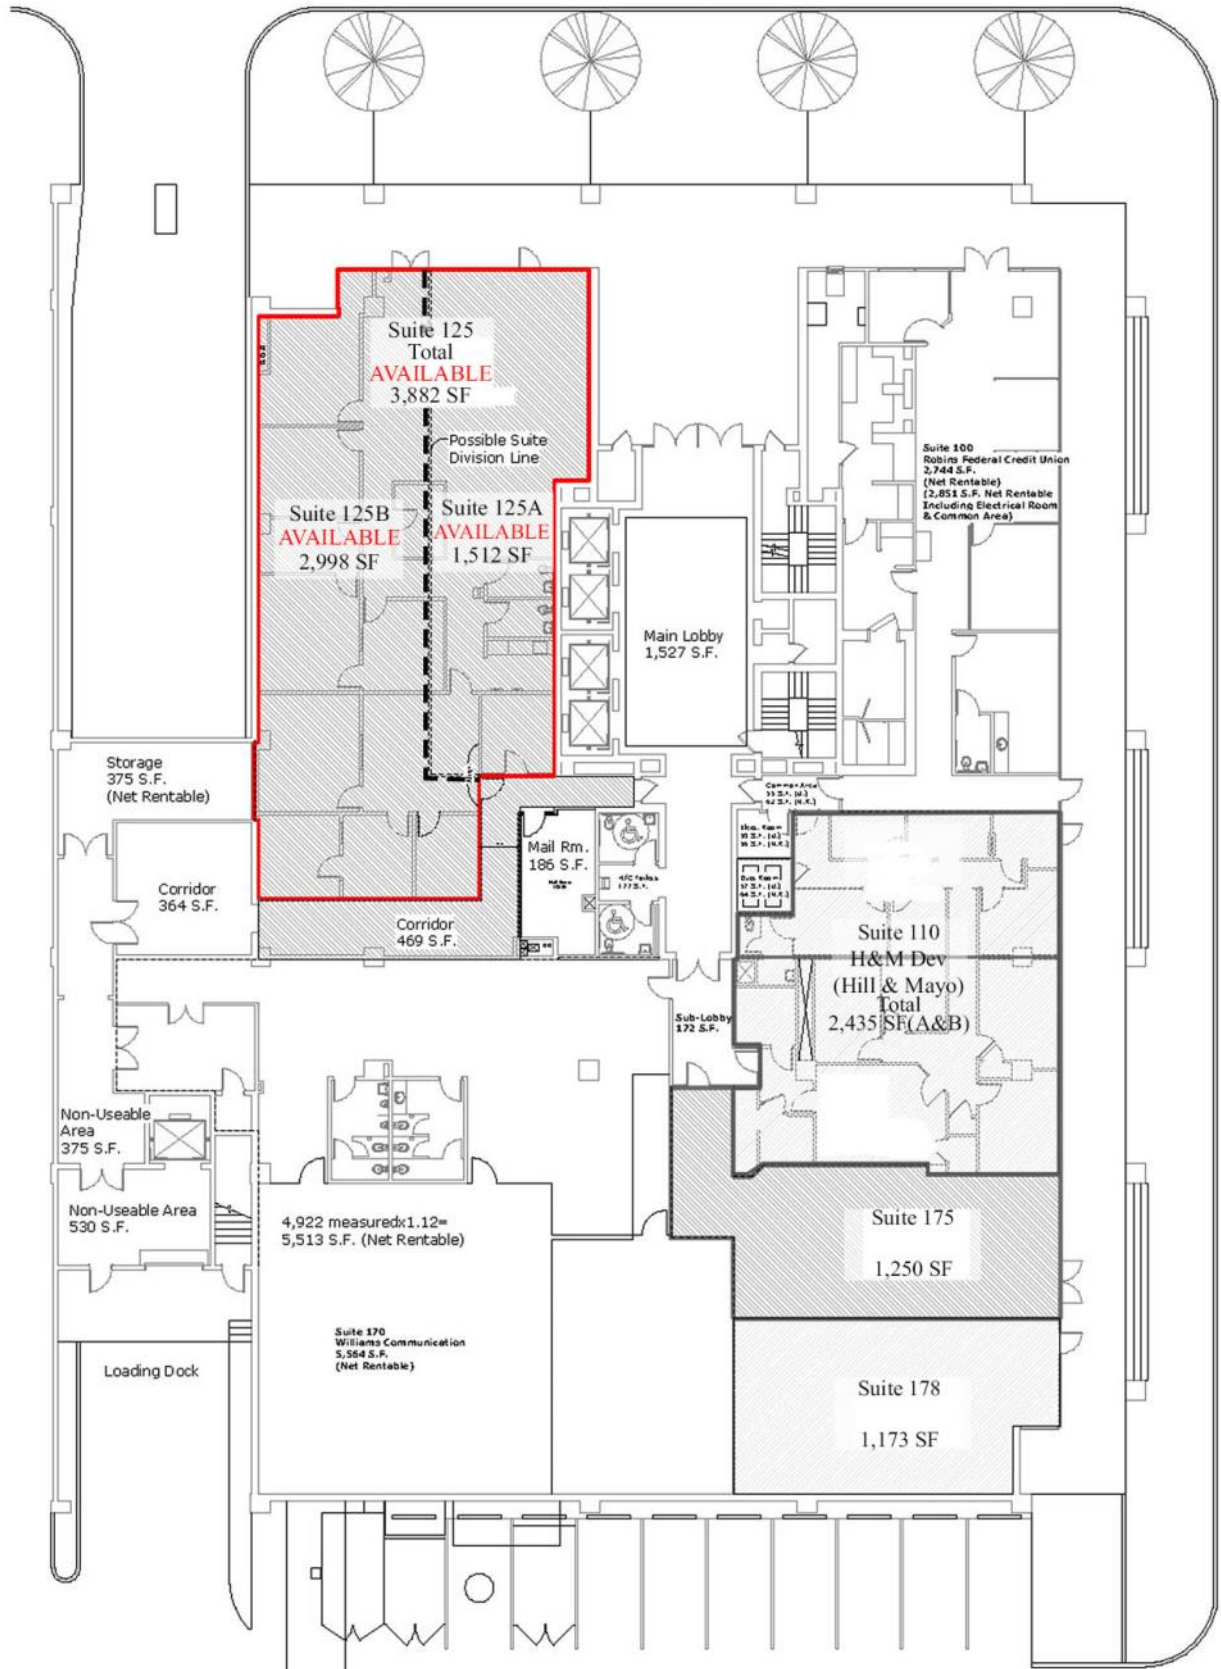 Suite 125
Total
AVAILABLE
3,882 SF
Possible Suite
Division Line
Suite 125B
AVAILABLE
2,998 SF
Suite 125A
AVAILABLE
1,512 SF
Suite 100
Robins Federal Credit Union
2,744 S.F.
(Net Rentable)
(2,851 S.F. Net Rentable
Including Electrical Room
& Common Area)
Main Lobby
1,527 S.F.
Storage
375 S.F.
(Net Rentable)
Common Area
Mail Rm.
186 S.F.
Elec. Room
177 S.F.
Corridor
364 S.F.
Corridor
469 S.F.
Suite 110
H&M Dev
(Hill & Mayo)
Total
2,435 SF(A&B)
Sub-Lobby
172 S.F.
Non-Useable
Area
375 S.F.
Non-Useable Area
530 S.F.
4,922 measuredx1.12=
5,513 S.F. (Net Rentable)
Suite 175
1,250 SF
Suite 170
Williams Communication
5,564 S.F.
(Net Rentable)
Loading Dock
Suite 178
1,173 SF